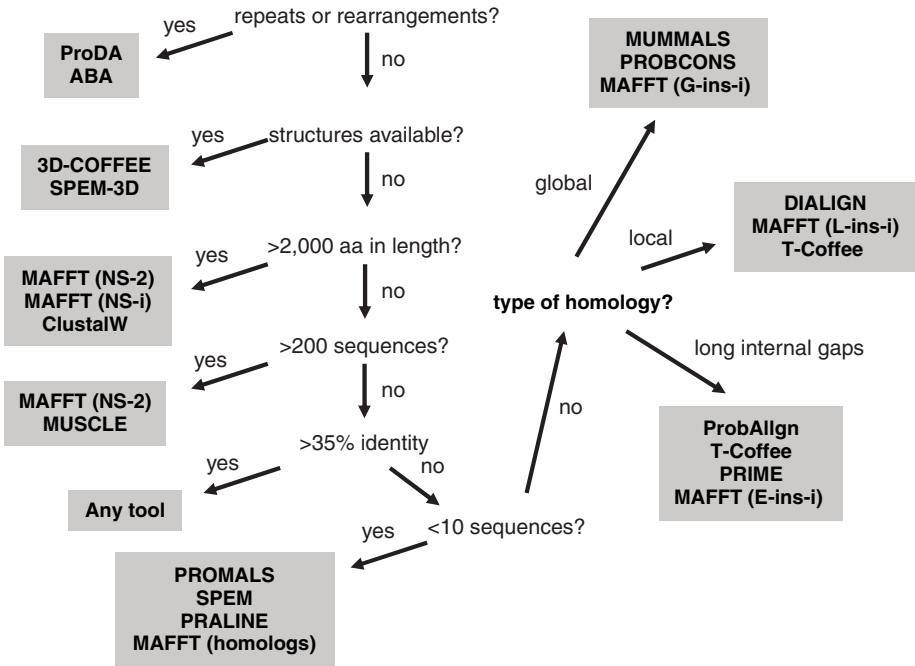 repeats or rearrangements?
yes
no
ProDA
ABA
structures available?
yes
no
3D-COFFEE
SPEM-3D
>2,000 aa in length?
yes
no
MAFFT (NS-2)
MAFFT (NS-i)
ClustalW
>200 sequences?
yes
no
MAFFT (NS-2)
MUSCLE
>35% identity
yes
no
Any tool
<10 sequences?
yes
no
PROMALS
SPEM
PRALINE
MAFFT (homologs)
type of homology?
global
MUMMALS
PROBCONS
MAFFT (G-ins-i)
local
DIALIGN
MAFFT (L-ins-i)
T-Coffee
long internal gaps
ProbAlIgn
T-Coffee
PRIME
MAFFT (E-ins-i)